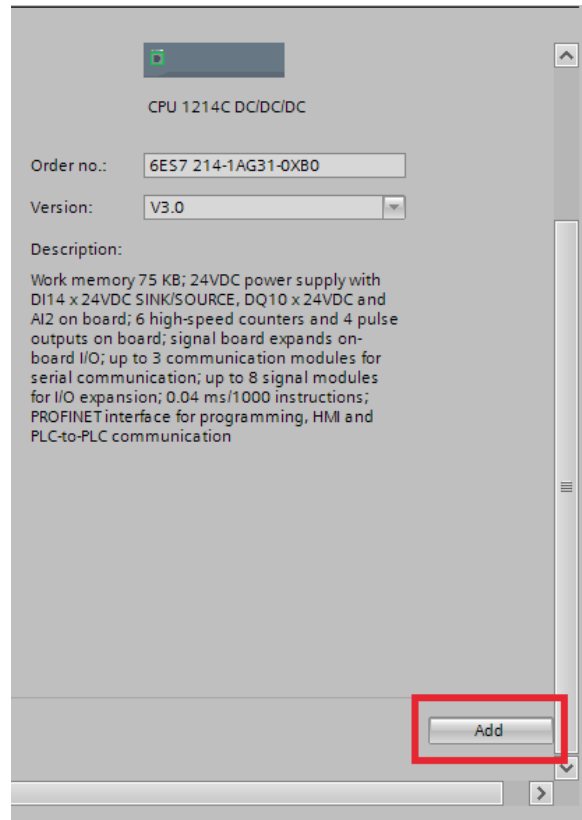 CPU 1214C DC/DC/DC
Order no.: 6ES7 214-1AG31-0XB0
Version: V3.0
Description:
Work memory 75 KB; 24VDC power supply with
DI14 x 24VDC SINK/SOURCE, DQ10 x 24VDC and
AI2 on board; 6 high-speed counters and 4 pulse
outputs on board; signal board expands on-
board I/O; up to 3 communication modules for
serial communication; up to 8 signal modules
for I/O expansion; 0.04 ms/1000 instructions;
PROFINET interface for programming, HMI and
PLC-to-PLC communication
Add